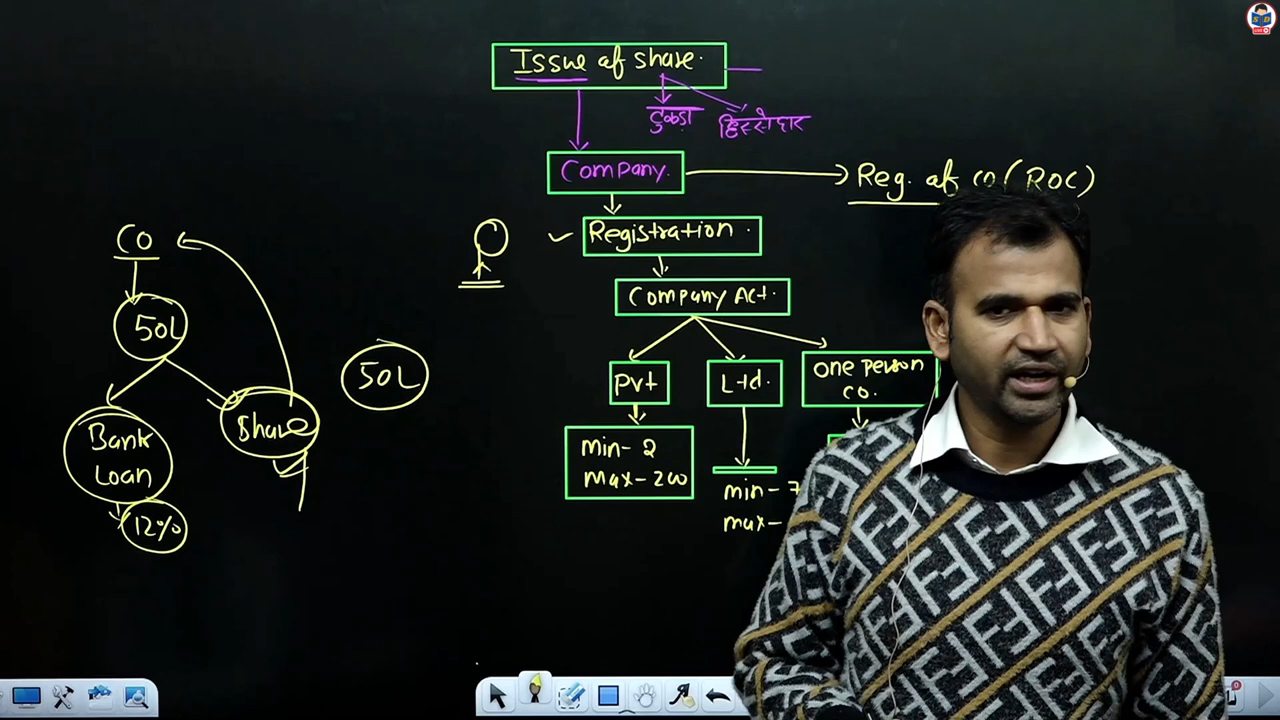 Issue of share.
टुकड़ा
हिस्सेदार
Company.
Reg. of co (ROC)
Registration.
Company Act.
Pvt
Ltd.
one person
co.
min-2
max-200
min-7
max-
CO
50L
50L
Bank
Loan
Share
12%
SD